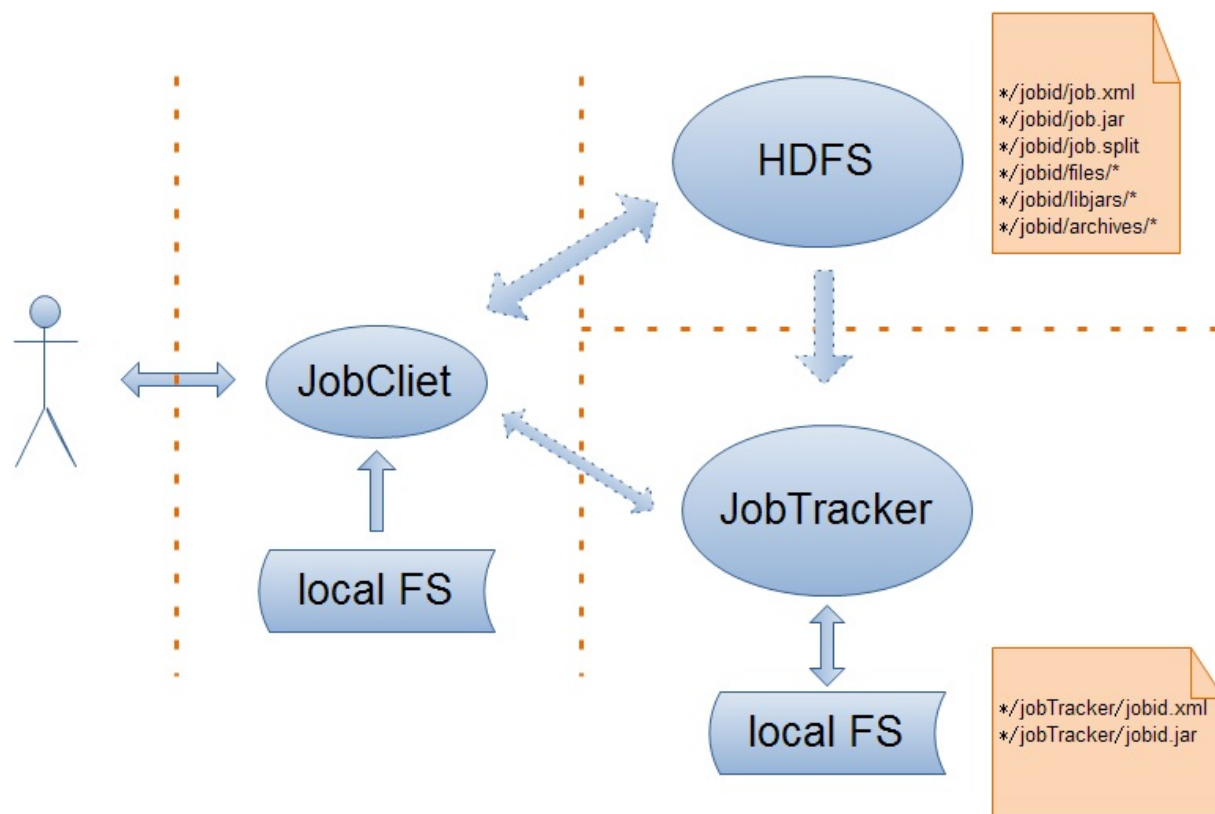 HDFS
*/jobid/job.xml
*/jobid/job.jar
*/jobid/job.split
*/jobid/files/*
*/jobid/libjars/*
*/jobid/archives/*
JobCliet
JobTracker
local FS
local FS
*/jobTracker/jobid.xml
*/jobTracker/jobid.jar